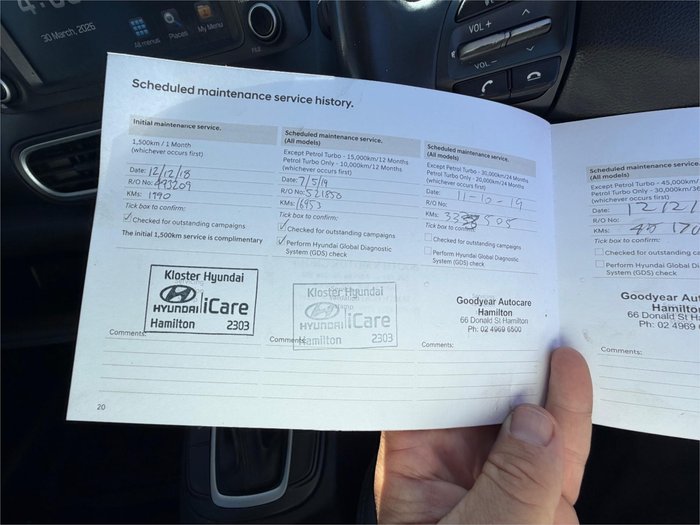 30 March, 2026
All menus
Places
My Menu
FILE
VOL +
VOL −
Scheduled maintenance service history.
Initial maintenance service.
1,500km / 1 Month
(whichever occurs first)
Date: 12/12/18
R/O No: 493209
KMs: 1790
Tick box to confirm:
Checked for outstanding campaigns
The initial 1,500km service is complimentary
Kloster Hyundai
HYUNDAI iCare
Hamilton 2303
Comments:
20
Scheduled maintenance service.
(All models)
Except Petrol Turbo - 15,000km/12 Months
Petrol Turbo Only - 10,000km/12 Months
(whichever occurs first)
Date: 7/5/19
R/O No: 521850
KMs: 16953
Tick box to confirm:
Checked for outstanding campaigns
Perform Hyundai Global Diagnostic
System (GDS) check
Kloster Hyundai
HYUNDAI iCare
Hamilton 2303
Comments:
Scheduled maintenance service.
(All models)
Except Petrol Turbo - 30,000km/24 Months
Petrol Turbo Only - 20,000km/24 Months
(whichever occurs first)
Date: 11-10-19
R/O No:
KMs:
Tick box to confirm:
Checked for outstanding campaigns
Perform Hyundai Global Diagnostic
System (GDS) check
Goodyear Autocare
Hamilton
66 Donald St Hamilton
Ph: 02 4969 6500
Comments:
Scheduled maintenance service.
(All models)
Except Petrol Turbo - 45,000km/
Petrol Turbo Only - 30,000km/36
(whichever occurs first)
Date: 12/12/
R/O No:
KMs:
Tick box to confirm:
Checked for outstanding ca
Perform Hyundai Global Di
System (GDS) check
Goodyear Au
Hamilton
66 Donald St H
Ph: 02 4969
Comments: